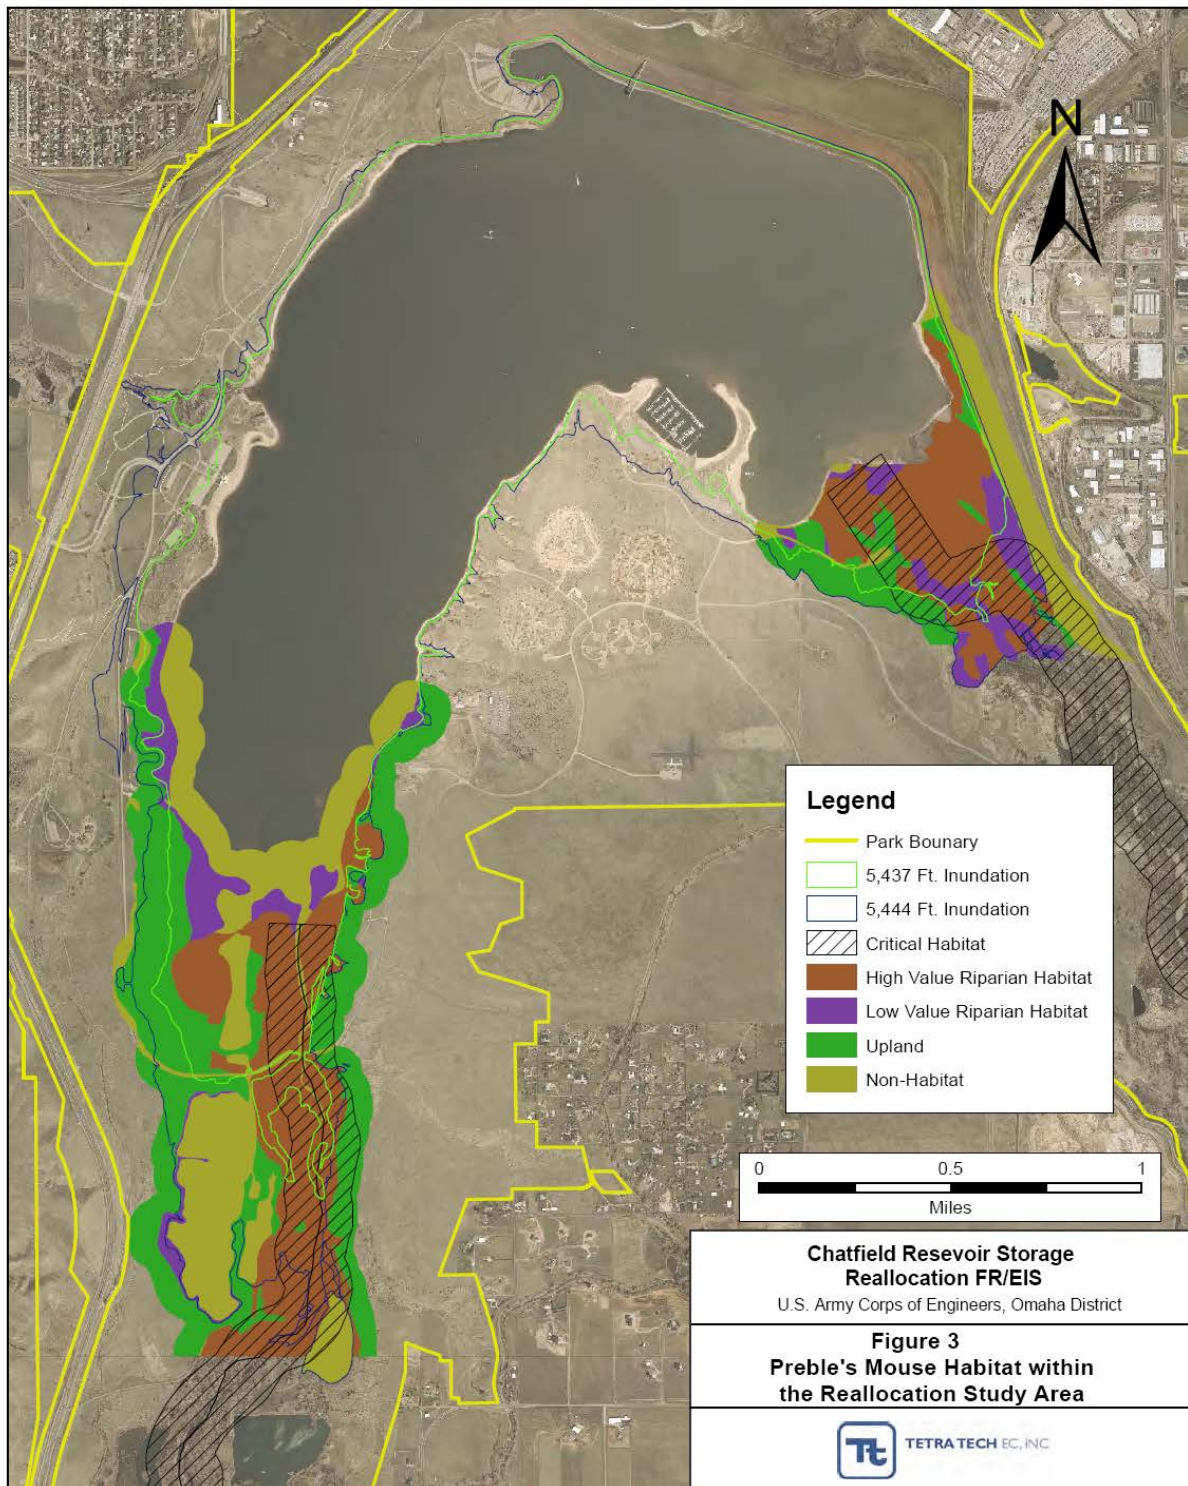 N
Legend
Park Bounary
5,437 Ft. Inundation
5,444 Ft. Inundation
Critical Habitat
High Value Riparian Habitat
Low Value Riparian Habitat
Upland
Non-Habitat
0 0.5 1
Miles
Chatfield Resevoir Storage
Reallocation FR/EIS
U.S. Army Corps of Engineers, Omaha District
Figure 3
Preble's Mouse Habitat within
the Reallocation Study Area
Tt TETRA TECH EC, INC